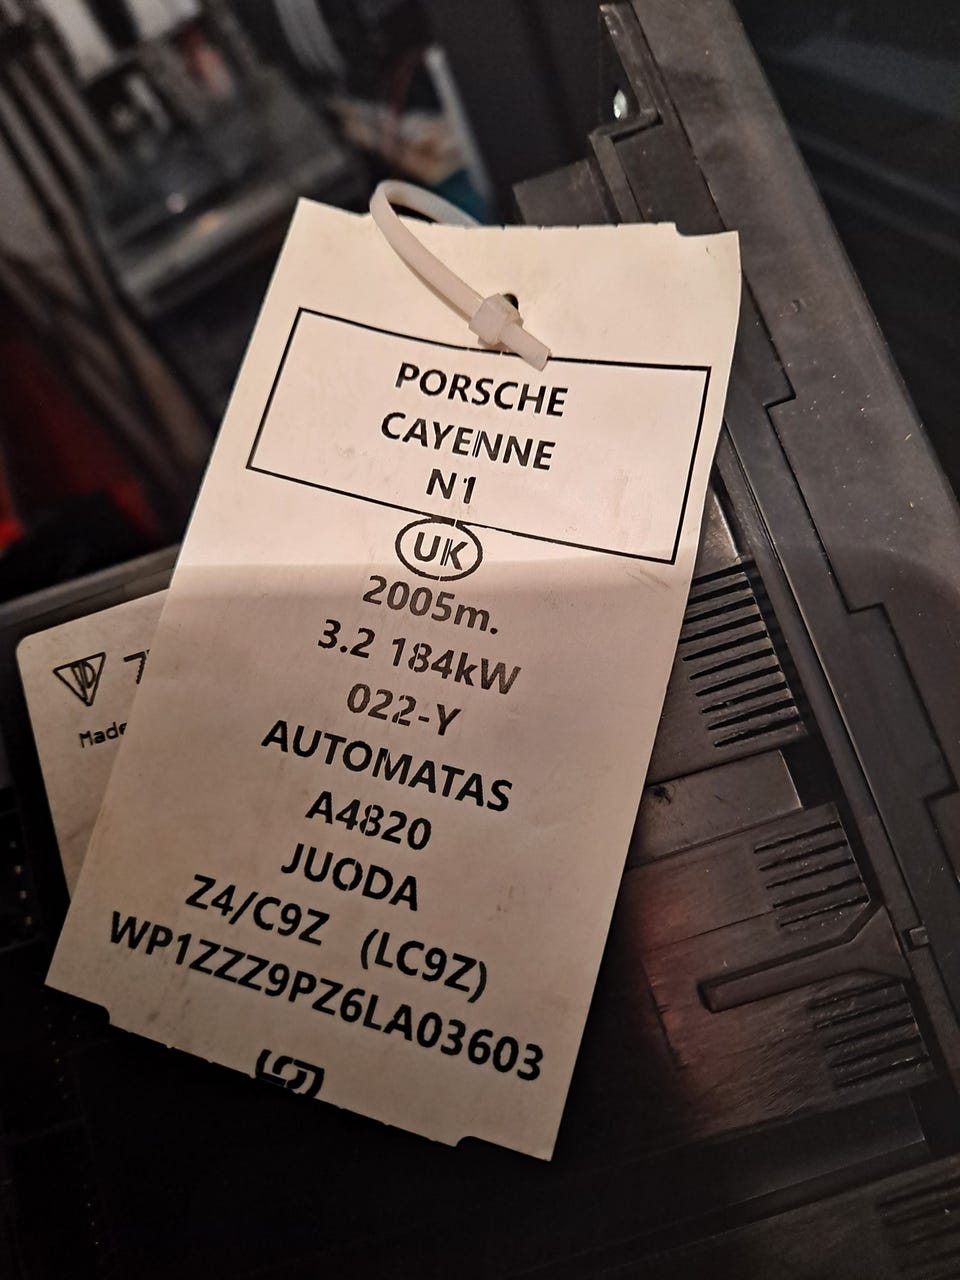 PORSCHE
CAYENNE
N1
UK
2005m.
3.2 184kW
022-Y
AUTOMATAS
A4820
JUODA
Z4/C9Z (LC9Z)
WP1ZZZ9PZ6LA03603
Made